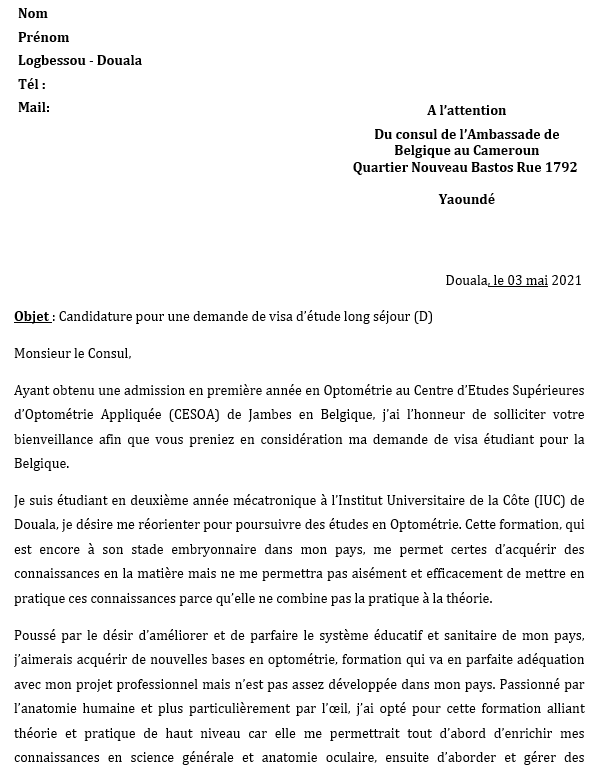 Nom
Prénom
Logbessou - Douala
Tél :
Mail:
A l’attention
Du consul de l’Ambassade de
Belgique au Cameroun
Quartier Nouveau Bastos Rue 1792
Yaoundé
Douala, le 03 mai 2021
Objet : Candidature pour une demande de visa d’étude long séjour (D)
Monsieur le Consul,
Ayant obtenu une admission en première année en Optométrie au Centre d’Etudes Supérieures
d’Optométrie Appliquée (CESOA) de Jambes en Belgique, j’ai l’honneur de solliciter votre
bienveillance afin que vous preniez en considération ma demande de visa étudiant pour la
Belgique.
Je suis étudiant en deuxième année mécatronique à l’Institut Universitaire de la Côte (IUC) de
Douala, je désire me réorienter pour poursuivre des études en Optométrie. Cette formation, qui
est encore à son stade embryonnaire dans mon pays, me permet certes d’acquérir des
connaissances en la matière mais ne me permettra pas aisément et efficacement de mettre en
pratique ces connaissances parce qu’elle ne combine pas la pratique à la théorie.
Poussé par le désir d’améliorer et de parfaire le système éducatif et sanitaire de mon pays,
j’aimerais acquérir de nouvelles bases en optométrie, formation qui va en parfaite adéquation
avec mon projet professionnel mais n’est pas assez développée dans mon pays. Passionné par
l’anatomie humaine et plus particulièrement par l’œil, j’ai opté pour cette formation alliant
théorie et pratique de haut niveau car elle me permettrait tout d’abord d’enrichir mes
connaissances en science générale et anatomie oculaire, ensuite d’aborder et gérer des